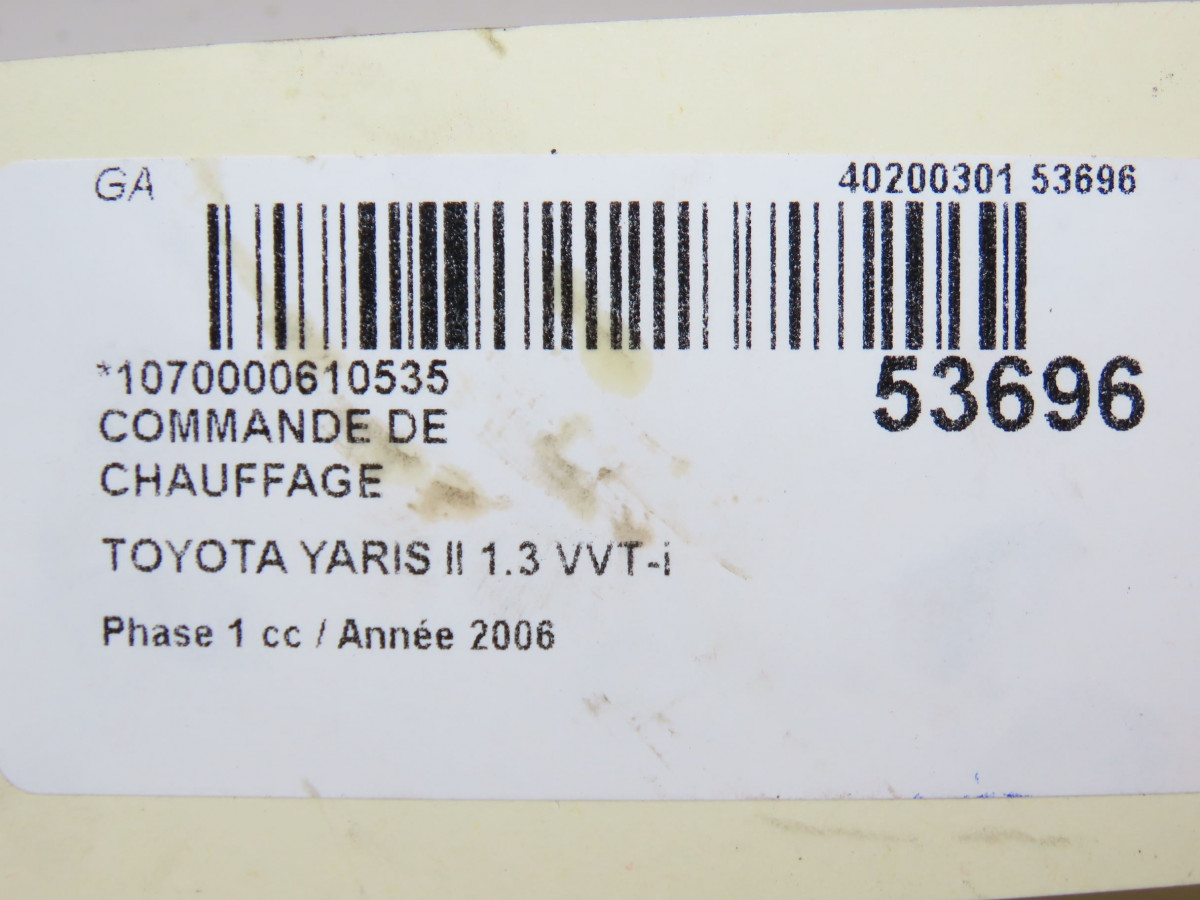 GA 40200301 53696
*1070000610535 53696
COMMANDE DE
CHAUFFAGE
TOYOTA YARIS II 1.3 VVT-i
Phase 1 cc / Année 2006